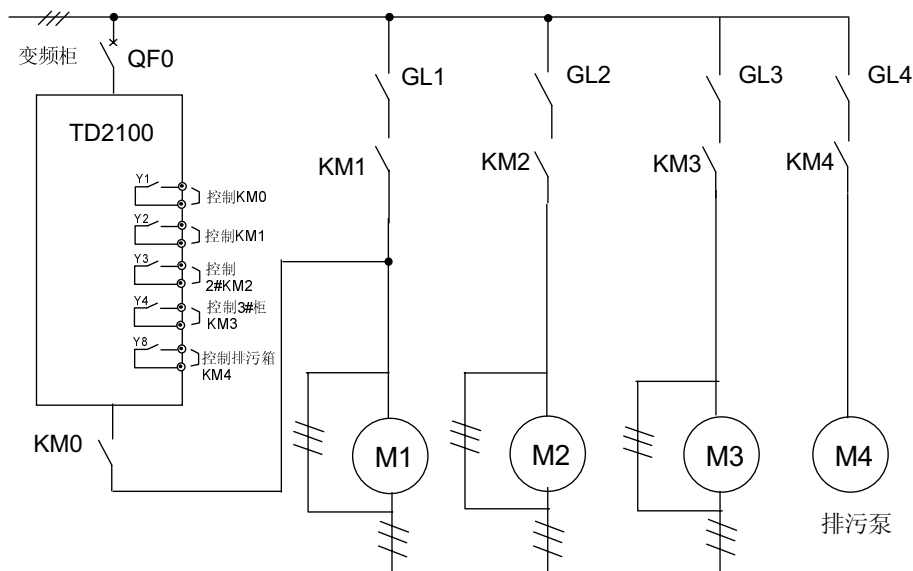 变频柜
QF0
GL1
GL2
GL3
GL4
TD2100
KM1
KM2
KM3
KM4
Y1
控制KM0
Y2
控制KM1
Y3
控制
2#KM2
Y4
控制3#柜
KM3
Y8
控制排污箱
KM4
KM0
M1
M2
M3
M4
排污泵